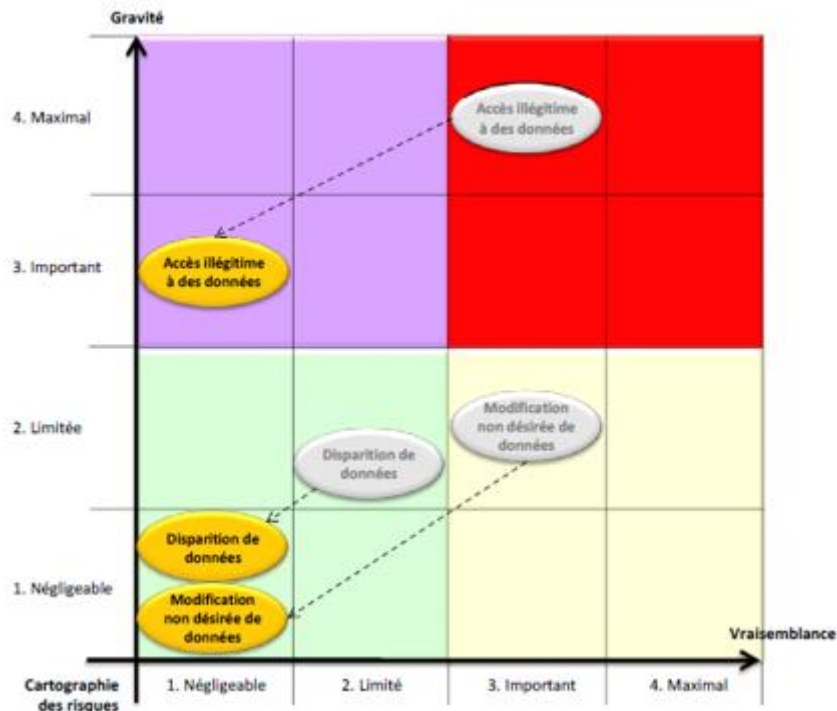 Gravité
4. Maximal
Accès illégitime
à des données
3. Important
Accès illégitime
à des données
2. Limitée
Modification
non désirée de
données
Disparition de
données
Disparition de
données
1. Négligeable
Modification
non désirée de
données
Vraisemblance
Cartographie
des risques
1. Négligeable
2. Limité
3. Important
4. Maximal